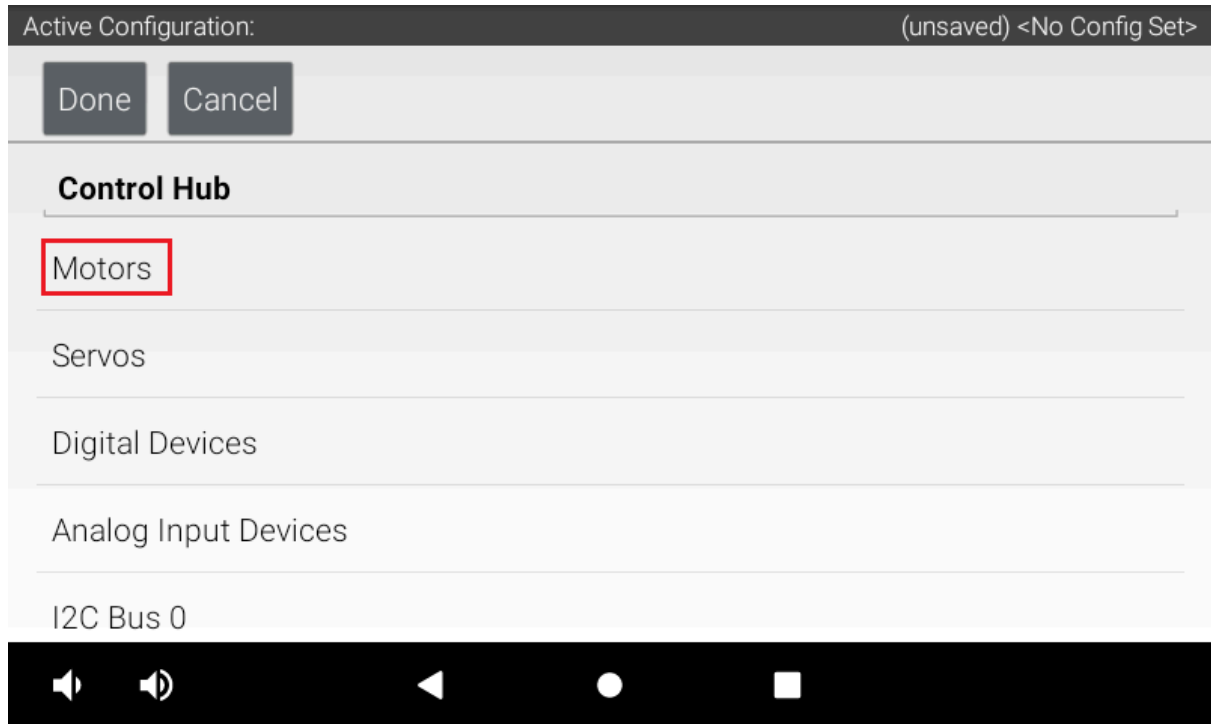 Active Configuration: (unsaved) <No Config Set>
Done Cancel
Control Hub
Motors
Servos
Digital Devices
Analog Input Devices
I2C Bus 0